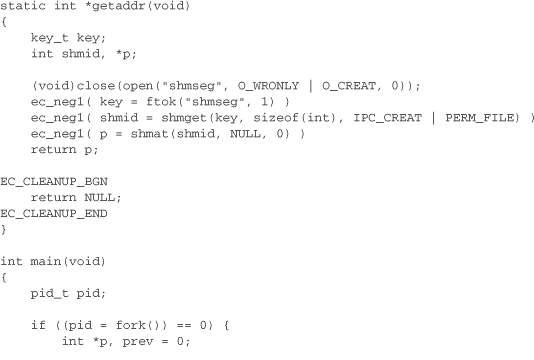 static int *getaddr(void)
{
    key_t key;
    int shmid, *p;

    (void)close(open("shmseg", O_WRONLY | O_CREAT, 0));
    ec_neg1( key = ftok("shmseg", 1) )
    ec_neg1( shmid = shmget(key, sizeof(int), IPC_CREAT | PERM_FILE) )
    ec_neg1( p = shmat(shmid, NULL, 0) )
    return p;

EC_CLEANUP_BGN
    return NULL;
EC_CLEANUP_END
}

int main(void)
{
    pid_t pid;

    if ((pid = fork()) == 0) {
        int *p, prev = 0;